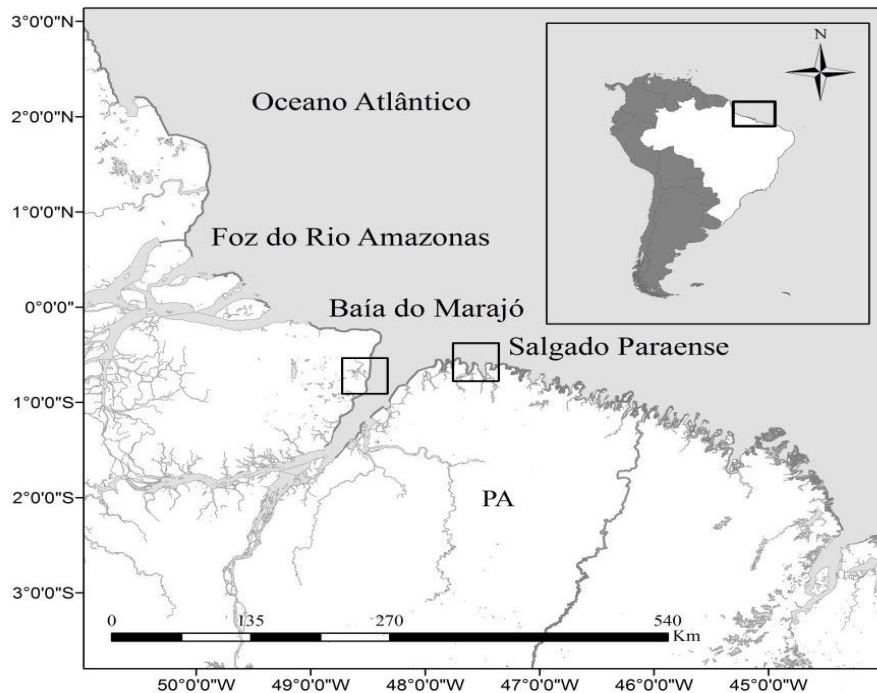 3°0'0"N
N
Oceano Atlântico
2°0'0"N
1°0'0"N
Foz do Rio Amazonas
0°0'0"
Baía do Marajó
Salgado Paraense
1°0'0"S
2°0'0"S
PA
3°0'0"S
0 135 270 540
Km
50°0'0"W 49°0'0"W 48°0'0"W 47°0'0"W 46°0'0"W 45°0'0"W